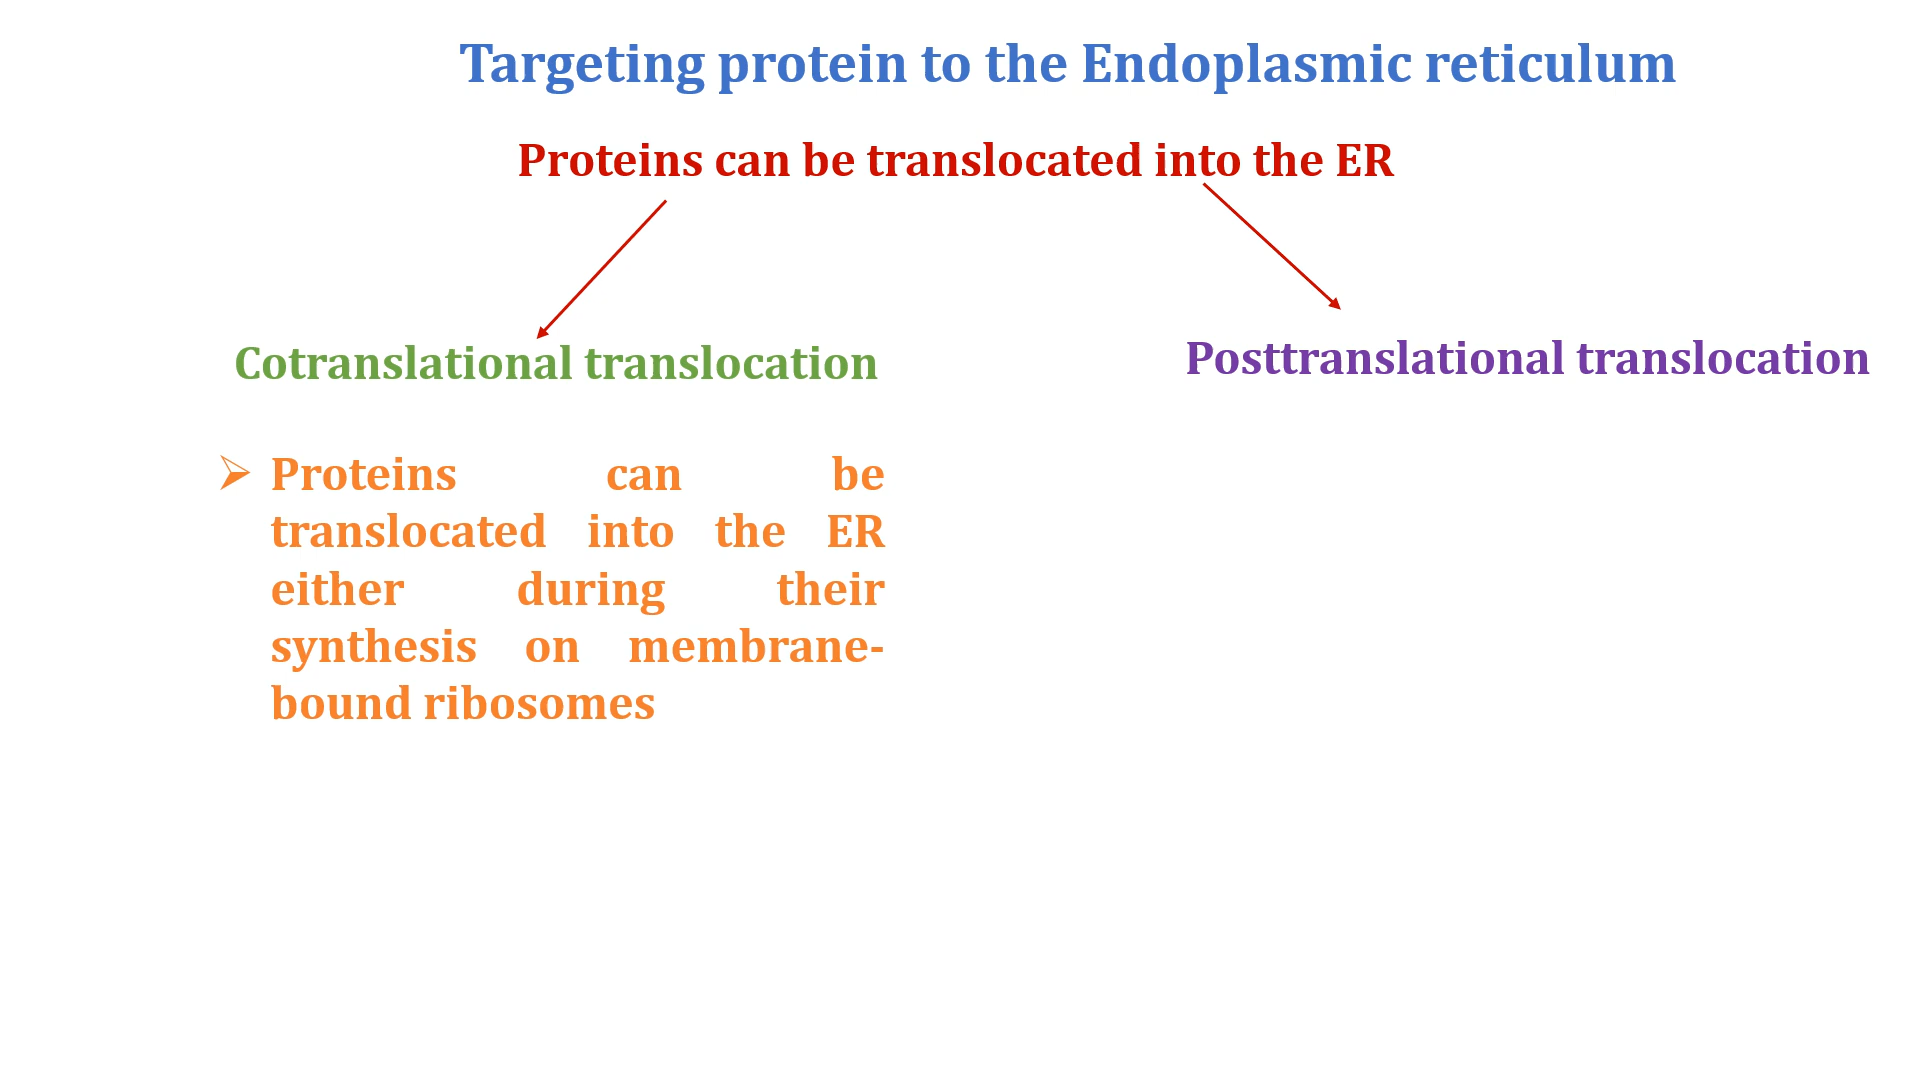 Targeting protein to the Endoplasmic reticulum
Proteins can be translocated into the ER
Cotranslational translocation
Posttranslational translocation
Proteins can be
translocated into the ER
either during their
synthesis on membrane-
bound ribosomes